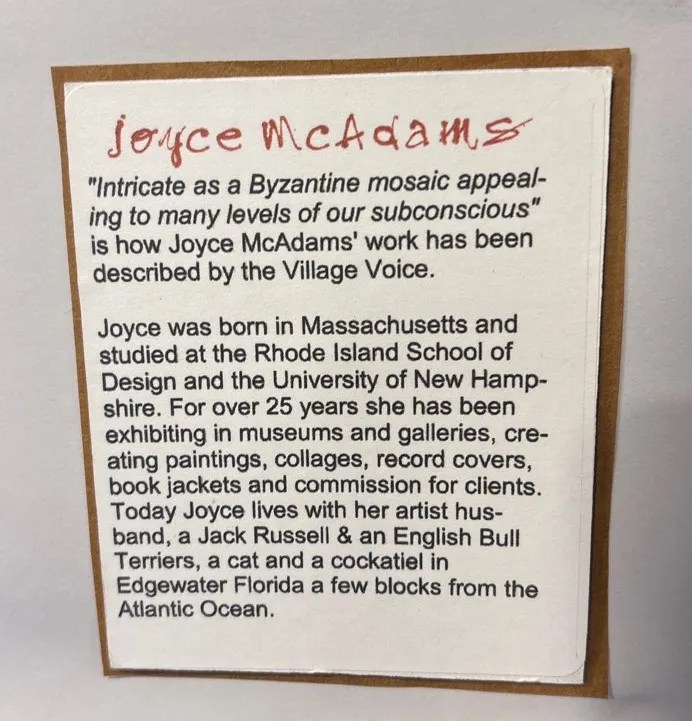 Joyce McAdams
"Intricate as a Byzantine mosaic appeal-
ing to many levels of our subconscious"
is how Joyce McAdams' work has been
described by the Village Voice.
Joyce was born in Massachusetts and
studied at the Rhode Island School of
Design and the University of New Hamp-
shire. For over 25 years she has been
exhibiting in museums and galleries, cre-
ating paintings, collages, record covers,
book jackets and commission for clients.
Today Joyce lives with her artist hus-
band, a Jack Russell & an English Bull
Terriers, a cat and a cockatiel in
Edgewater Florida a few blocks from the
Atlantic Ocean.